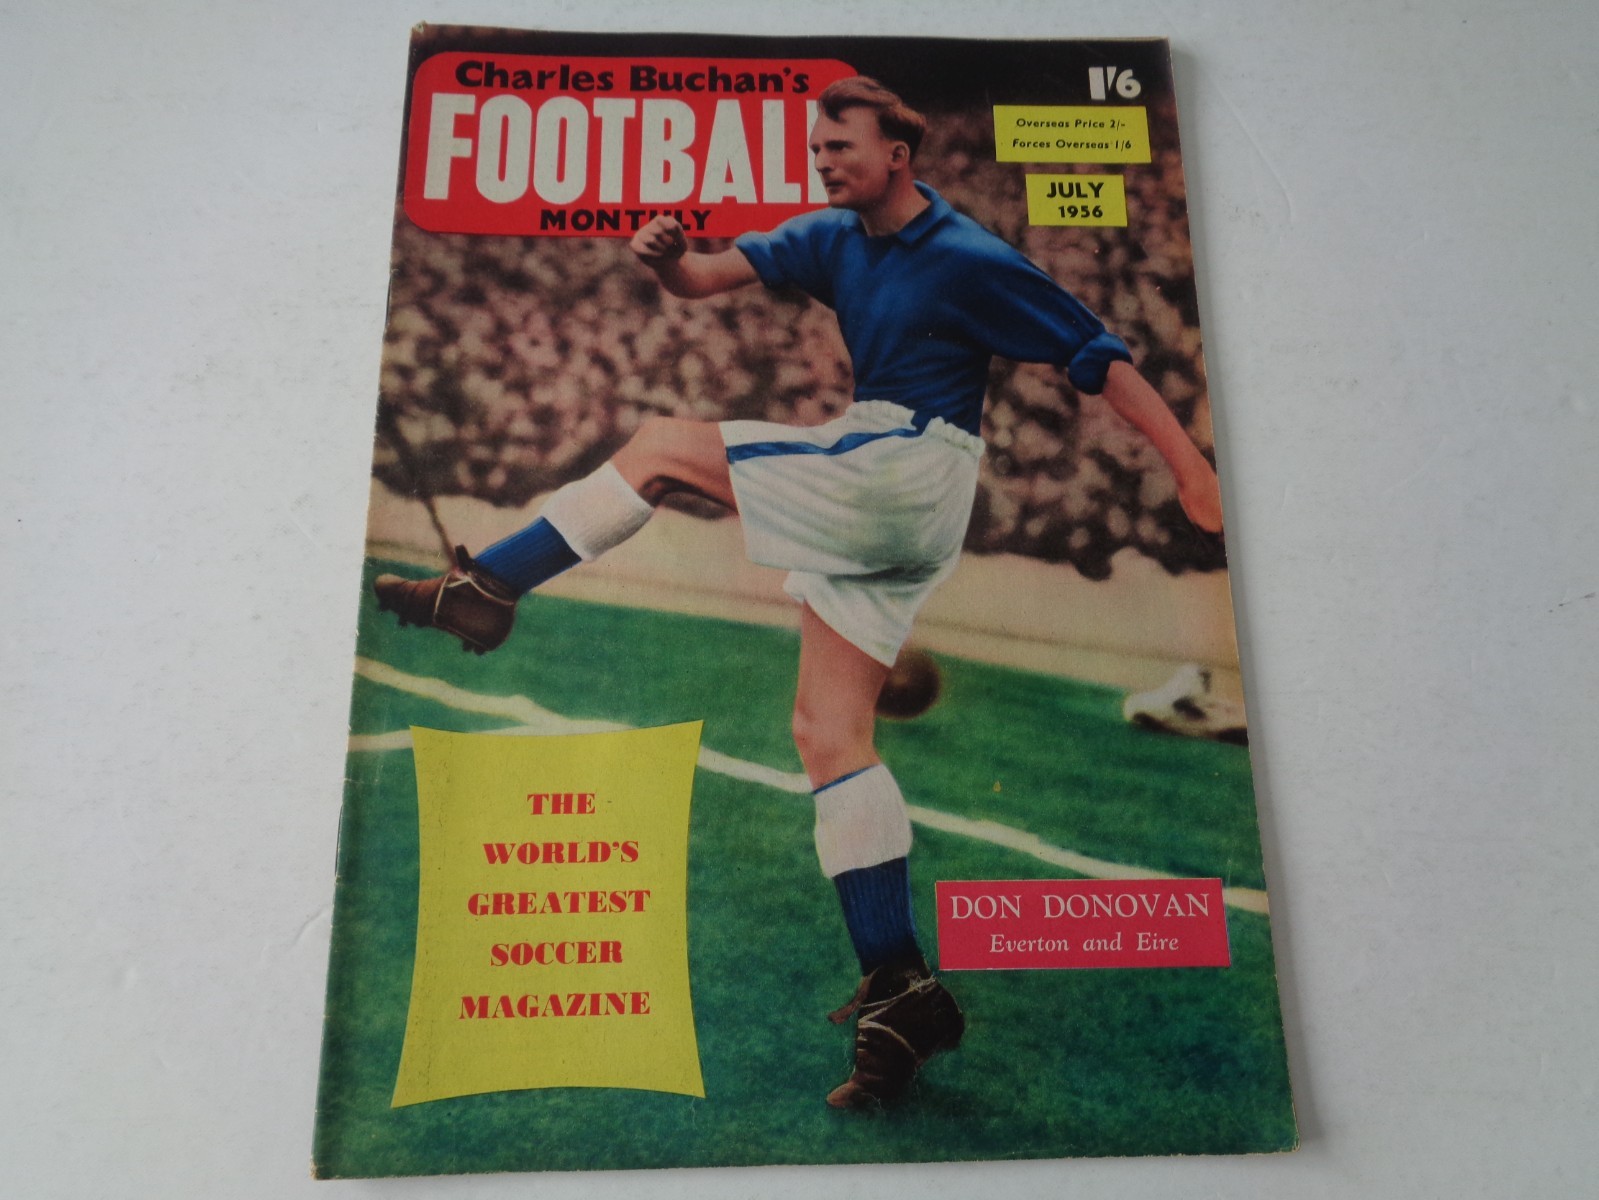 Charles Buchan's
FOOTBALL
MONTHLY
1/6
Overseas Price 2/-
Forces Overseas 1/6
JULY
1956
THE
WORLD'S
GREATEST
SOCCER
MAGAZINE
DON DONOVAN
Everton and Eire